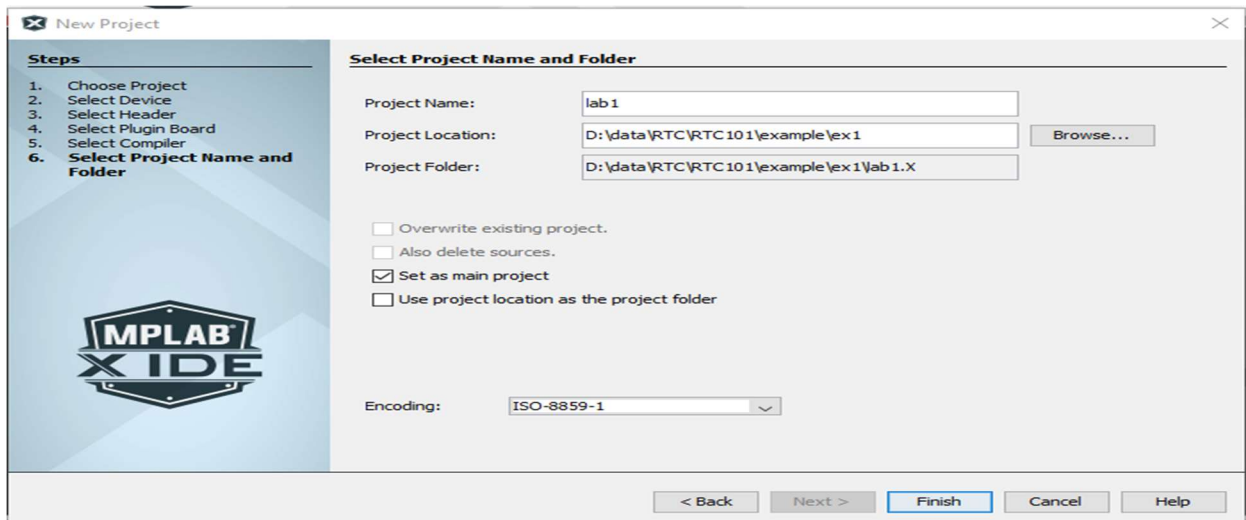 New Project
Steps
1. Choose Project
2. Select Device
3. Select Header
4. Select Plugin Board
5. Select Compiler
6. Select Project Name and
Folder
MPLAB®
X IDE
Select Project Name and Folder
Project Name: lab1
Project Location: D:\data\RTC\RTC101\example\ex1 Browse...
Project Folder: D:\data\RTC\RTC101\example\ex1\lab1.X
Overwrite existing project.
Also delete sources.
Set as main project
Use project location as the project folder
Encoding: ISO-8859-1
< Back Next > Finish Cancel Help